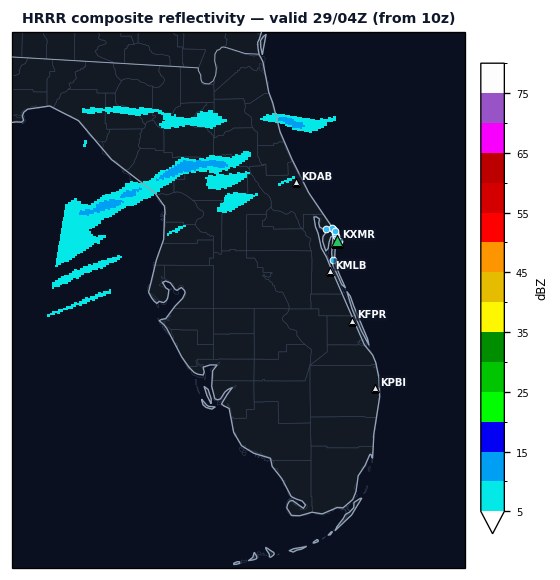 HRRR composite reflectivity — valid 29/04Z (from 10z)
KDAB
KXMR
KMLB
KFPR
KPBI
75
65
55
45
35
25
15
5
dBZ